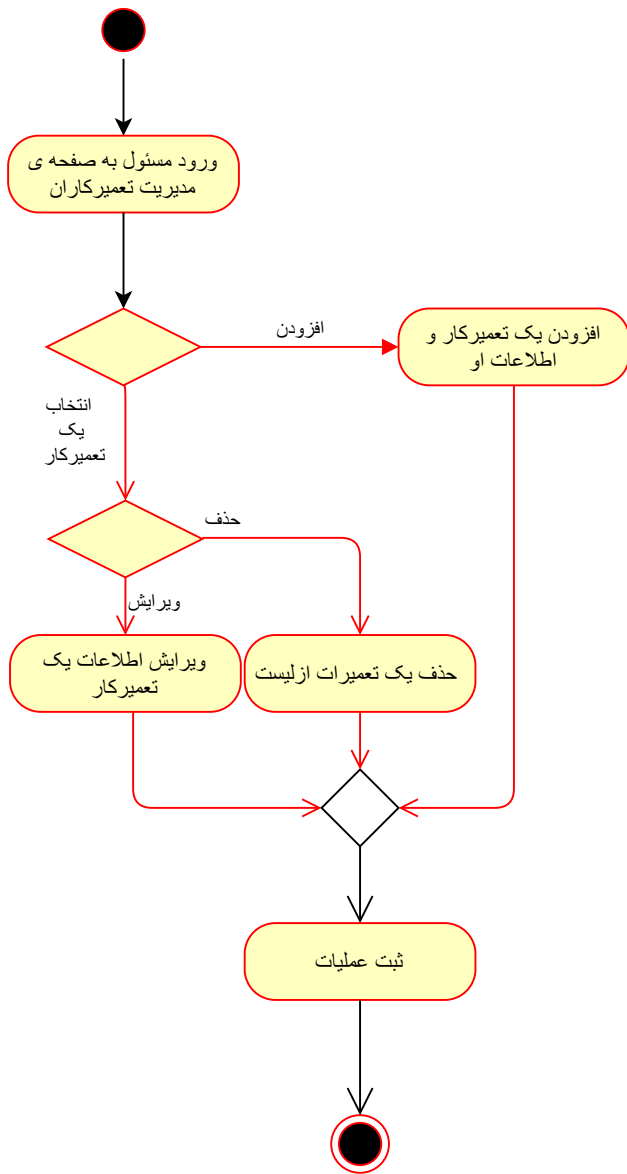 ورود مسئول به صفحه ی
مدیریت تعمیرکاران
افزودن
افزودن یک تعمیرکار و
اطلاعات او
انتخاب
یک
تعمیرکار
حذف
ویرایش
ویرایش اطلاعات یک
تعمیرکار
حذف یک تعمیرات ازلیست
ثبت عملیات